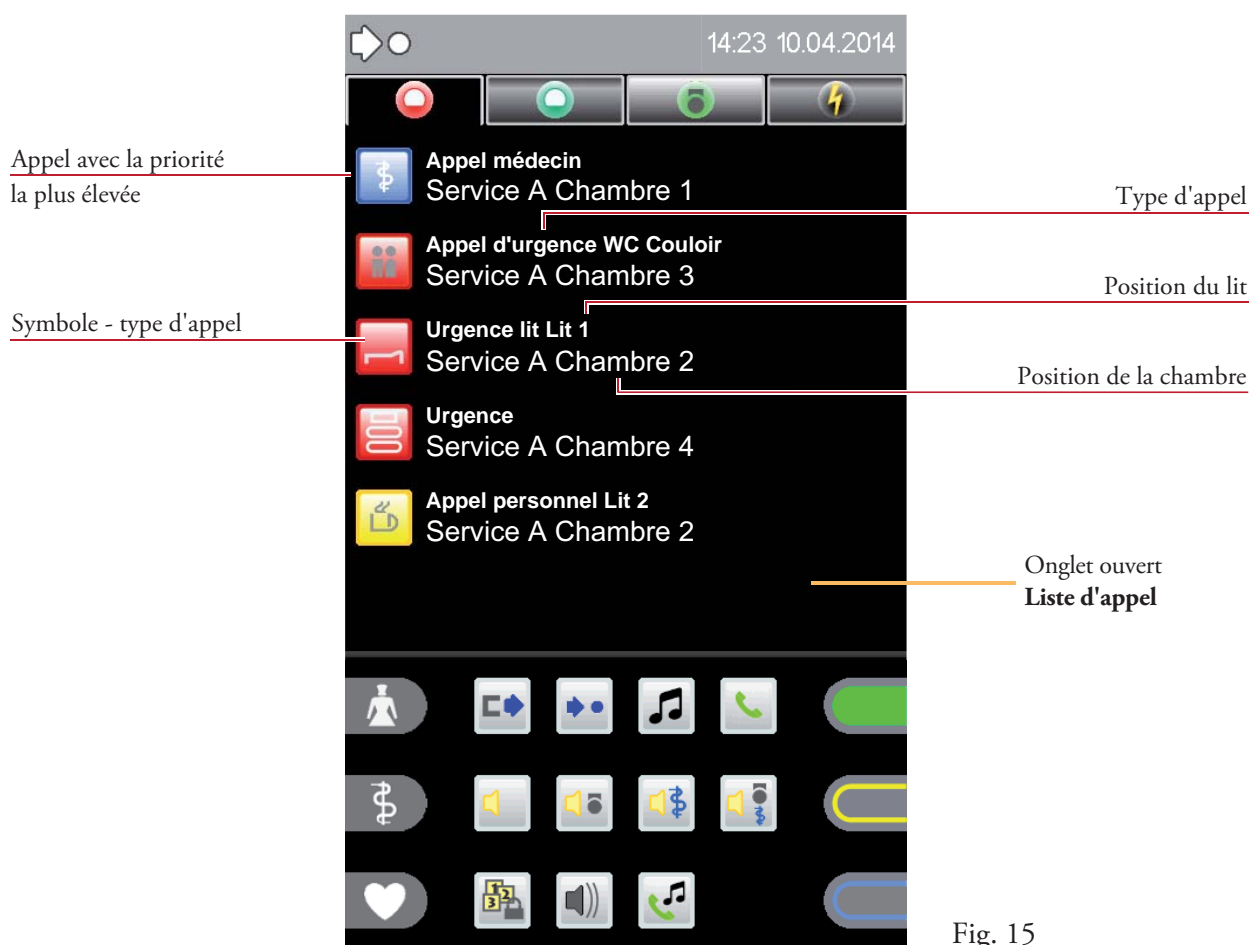 14:23 10.04.2014
Appel avec la priorité
la plus élevée
Appel médecin
Service A Chambre 1
Type d'appel
Appel d'urgence WC Couloir
Service A Chambre 3
Position du lit
Symbole - type d'appel
Urgence lit Lit 1
Service A Chambre 2
Position de la chambre
Urgence
Service A Chambre 4
Appel personnel Lit 2
Service A Chambre 2
Onglet ouvert
Liste d'appel
1 2
3
Fig. 15